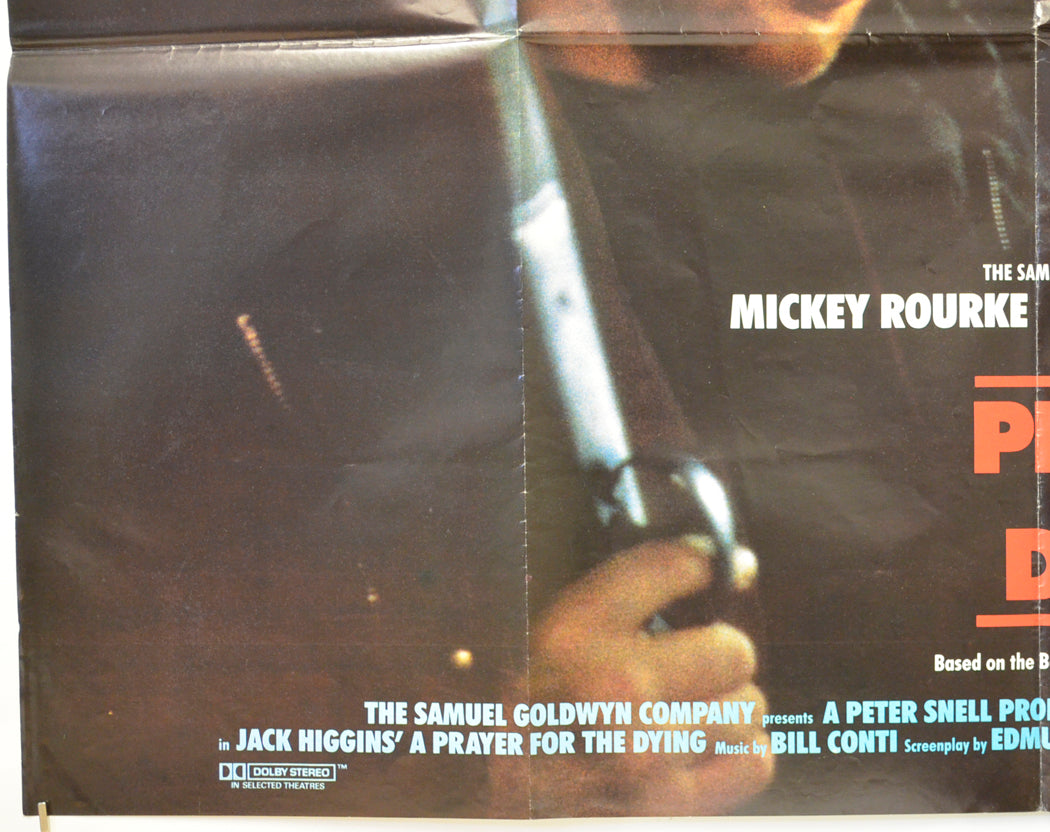 THE SAM
MICKEY ROURKE
P
D
Based on the B
THE SAMUEL GOLDWYN COMPANY presents A PETER SNELL PRO
in JACK HIGGINS' A PRAYER FOR THE DYING Music by BILL CONTI Screenplay by EDMU
DOLBY STEREO ™
IN SELECTED THEATRES